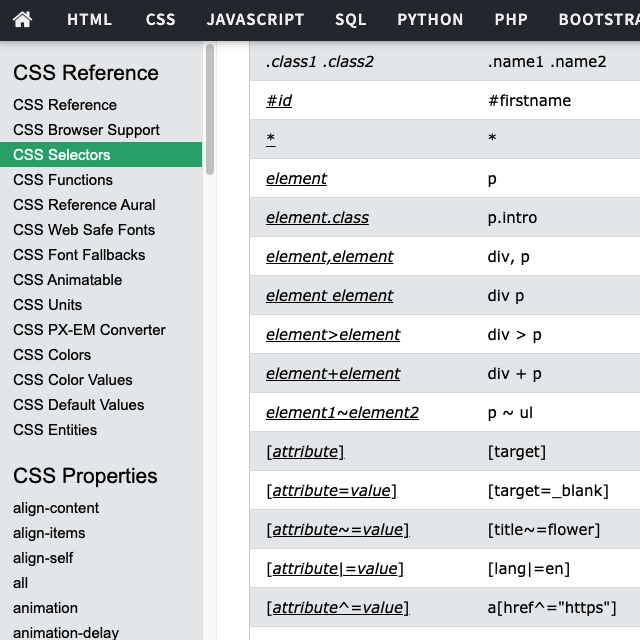 HTML CSS JAVASCRIPT SQL PYTHON PHP BOOTSTRA
CSS Reference
CSS Reference
CSS Browser Support
CSS Selectors
CSS Functions
CSS Reference Aural
CSS Web Safe Fonts
CSS Font Fallbacks
CSS Animatable
CSS Units
CSS PX-EM Converter
CSS Colors
CSS Color Values
CSS Default Values
CSS Entities
CSS Properties
align-content
align-items
align-self
all
animation
animation-delay
.class1 .class2 .name1 .name2
#id #firstname
* *
element p
element.class p.intro
element,element div, p
element element div p
element>element div > p
element+element div + p
element1~element2 p ~ ul
[attribute] [target]
[attribute=value] [target=_blank]
[attribute~=value] [title~=flower]
[attribute|=value] [lang|=en]
[attribute^=value] a[href^="https"]